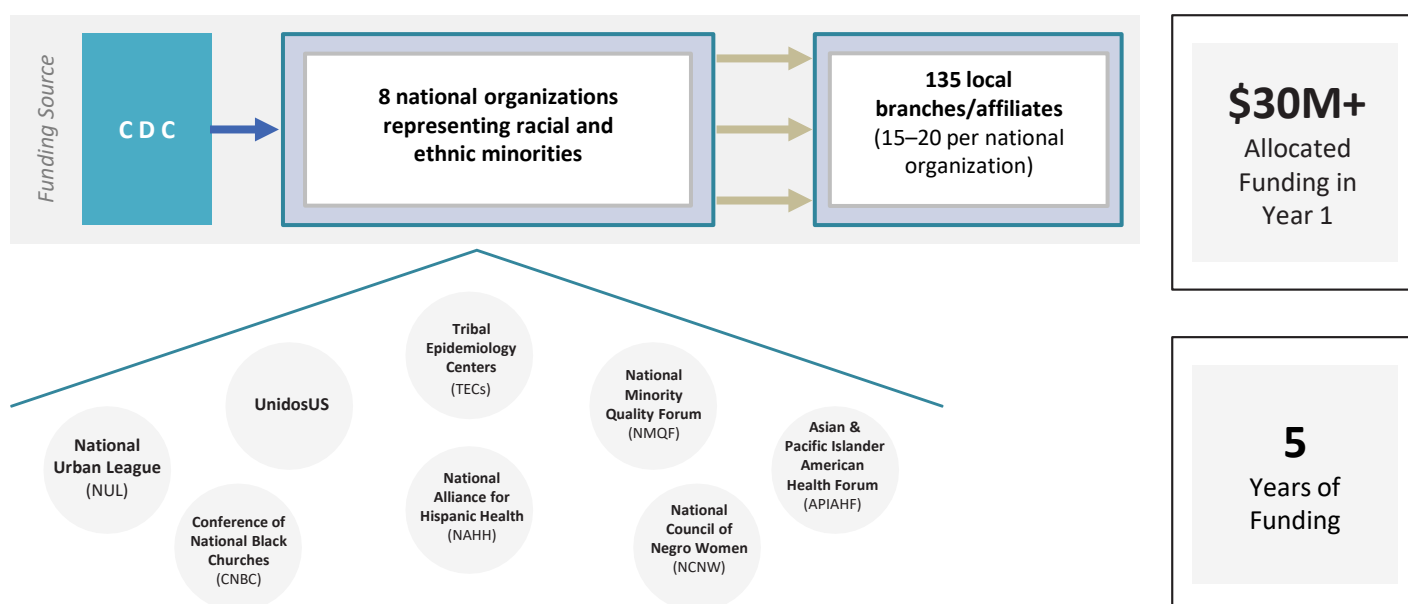 Funding Source
C D C
8 national organizations
representing racial and
ethnic minorities
135 local
branches/affiliates
(15–20 per national
organization)
$30M+
Allocated
Funding in
Year 1
National
Urban League
(NUL)
UnidosUS
Tribal
Epidemiology
Centers
(TECs)
National
Minority
Quality Forum
(NMQF)
Asian &
Pacific Islander
American
Health Forum
(APIAHF)
Conference of
National Black
Churches
(CNBC)
National
Alliance for
Hispanic Health
(NAHH)
National
Council of
Negro Women
(NCNW)
5
Years of
Funding